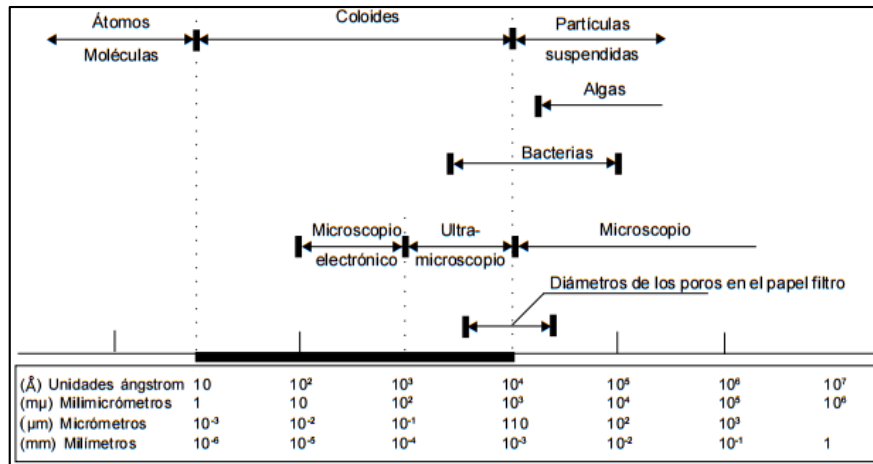 Átomos Coloides Partículas
Moléculas suspendidas
Algas
Bacterias
Microscopio Ultra- Microscopio
electrónico microscopio
Diámetros de los poros en el papel filtro
(Å) Unidades ángstrom 10 10² 10³ 10⁴ 10⁵ 10⁶ 10⁷
(mµ) Milimicrómetros 1 10 10² 10³ 10⁴ 10⁵ 10⁶
(µm) Micrómetros 10⁻³ 10⁻² 10⁻¹ 110 10² 10³
(mm) Milímetros 10⁻⁶ 10⁻⁵ 10⁻⁴ 10⁻³ 10⁻² 10⁻¹ 1